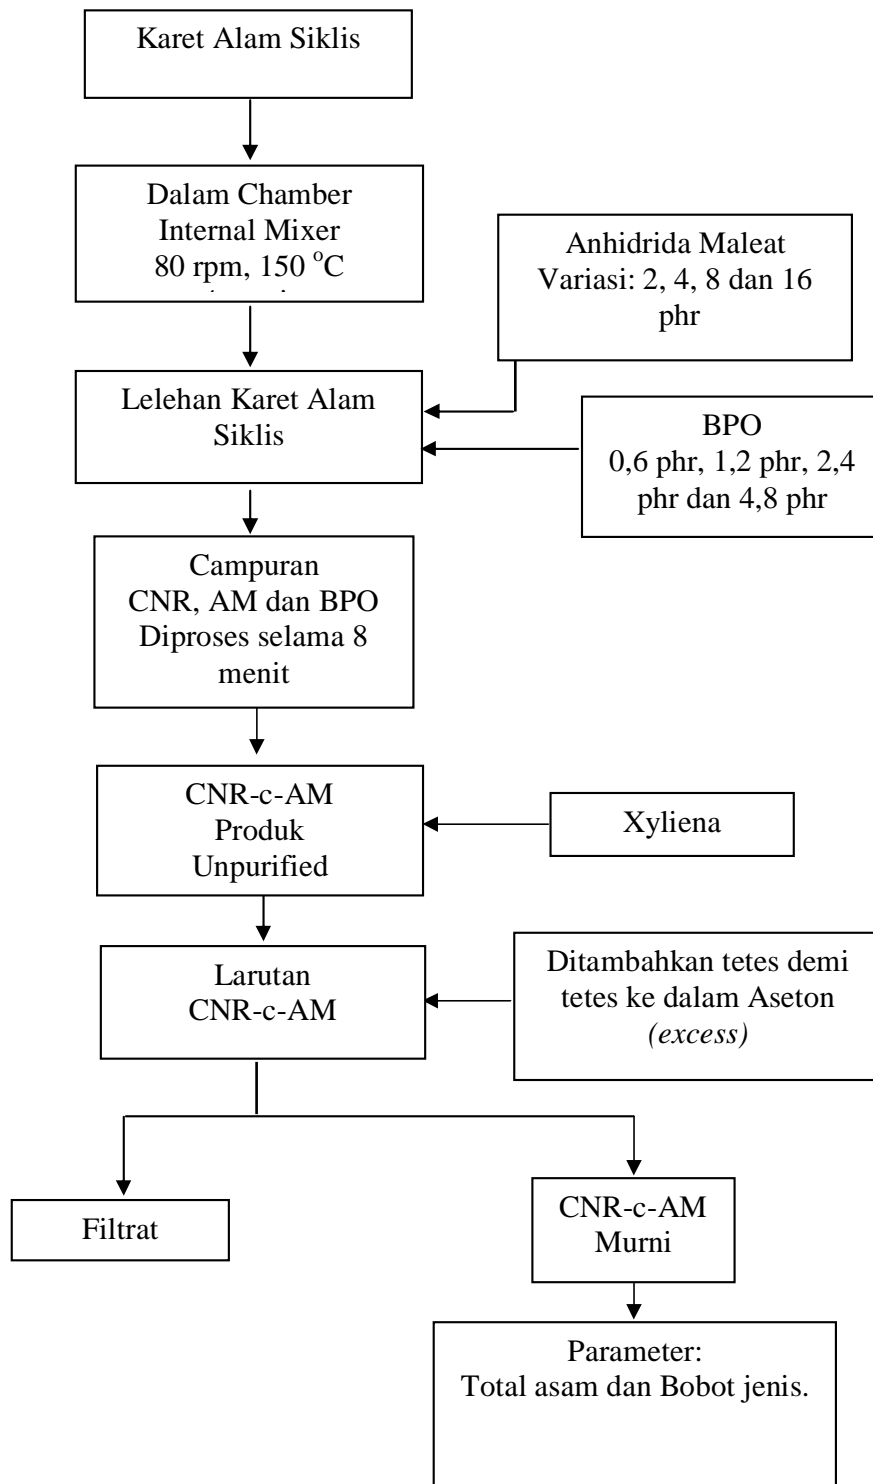 Karet Alam Siklis
Dalam Chamber
Internal Mixer
80 rpm, 150 °C
Anhidrida Maleat
Variasi: 2, 4, 8 dan 16
phr
Lelehan Karet Alam
Siklis
BPO
0,6 phr, 1,2 phr, 2,4
phr dan 4,8 phr
Campuran
CNR, AM dan BPO
Diproses selama 8
menit
CNR-c-AM
Produk
Unpurified
Xyliena
Larutan
CNR-c-AM
Ditambahkan tetes demi
tetes ke dalam Aseton
(excess)
Filtrat
CNR-c-AM
Murni
Parameter:
Total asam dan Bobot jenis.